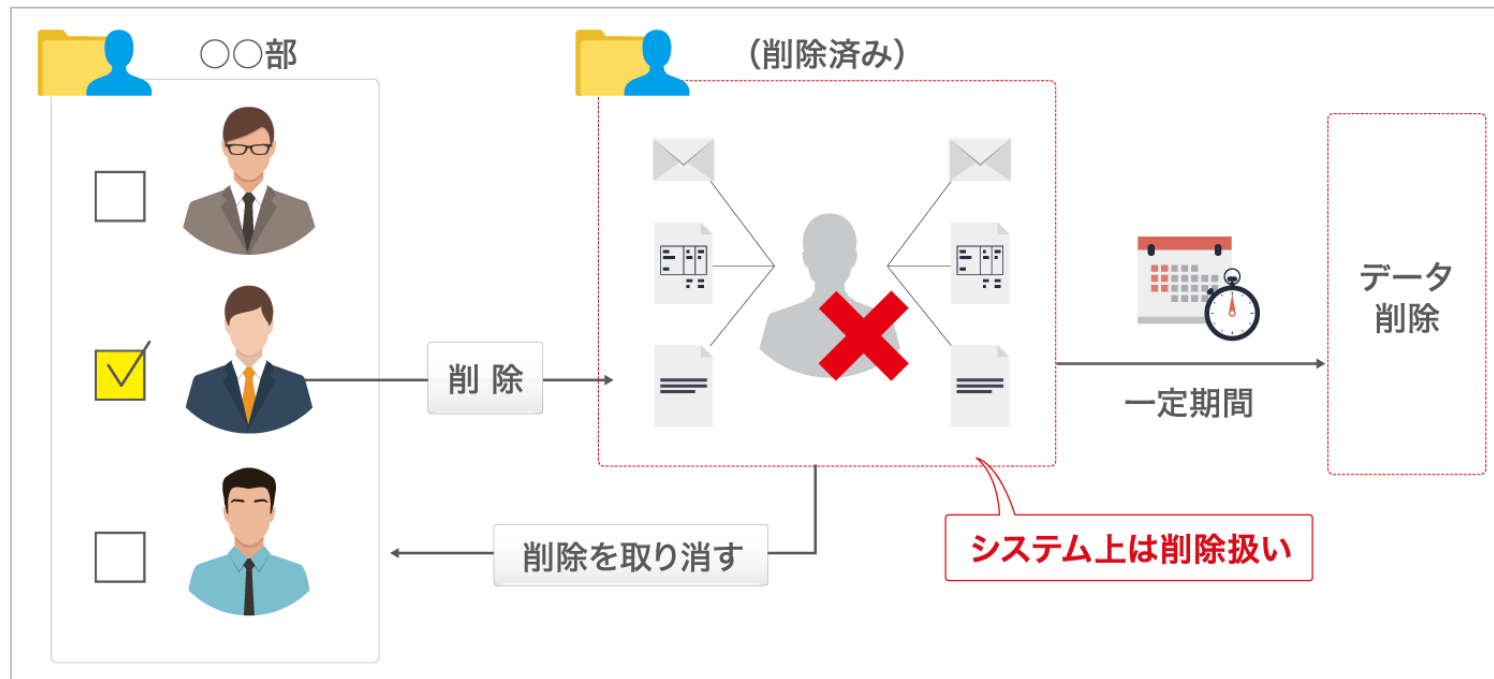 ○○部
（削除済み）
削 除
データ
削除
一定期間
削除を取り消す
システム上は削除扱い